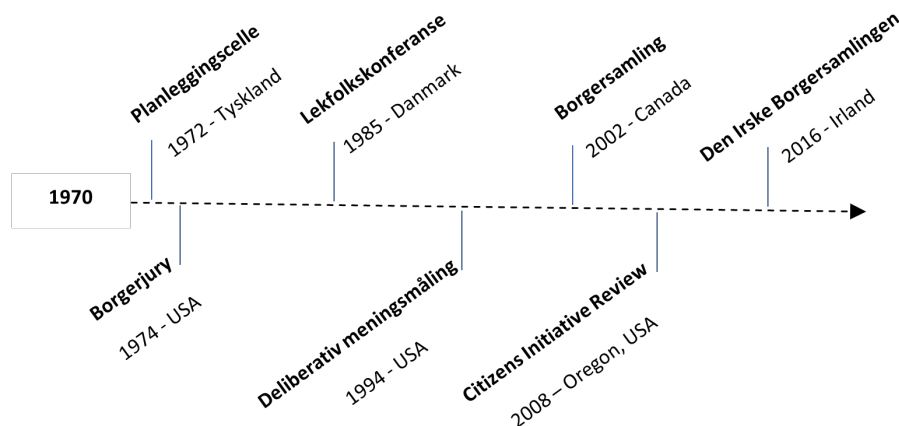 1970
Planleggingscelle
1972 - Tyskland
Borgerjury
1974 - USA
Lekfolkskonferanse
1985 - Danmark
Deliberativ meningsmåling
1994 - USA
Borgersamling
2002 - Canada
Citizens Initiative Review
2008 – Oregon, USA
Den Irske Borgersamlingen
2016 - Irland